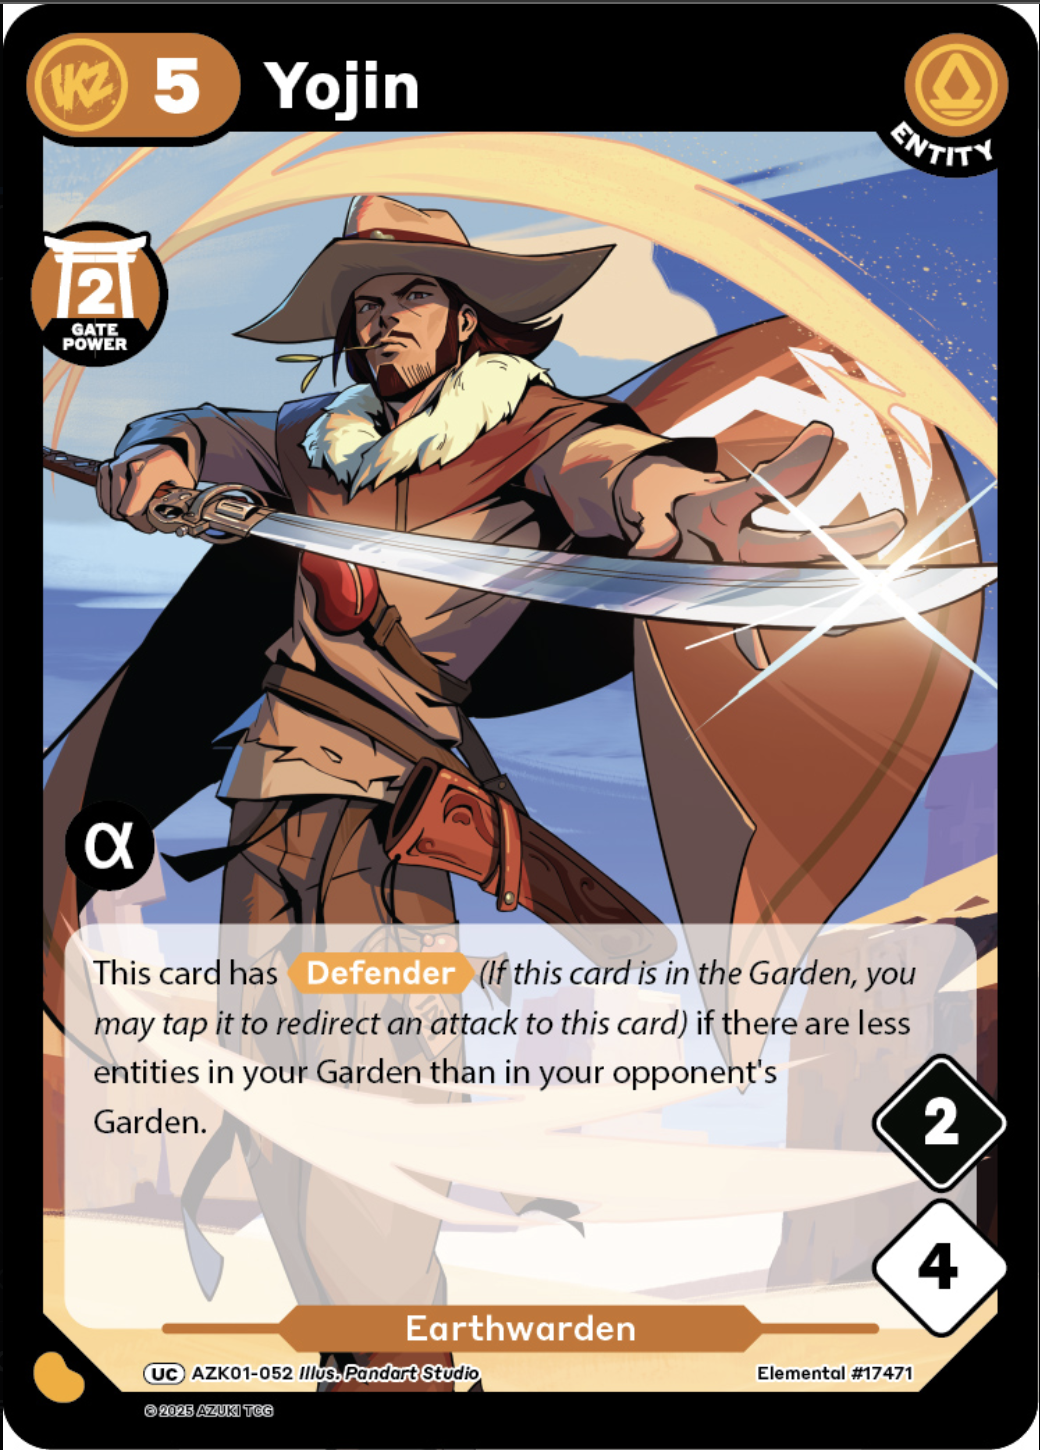 IKZ 5 Yojin
ENTITY
2
GATE
POWER
α
This card has Defender (If this card is in the Garden, you
may tap it to redirect an attack to this card) if there are less
entities in your Garden than in your opponent's
Garden.
2
4
Earthwarden
UC AZK01-052 Illus. Pandart Studio Elemental #17471
© 2025 AZUKI TCG